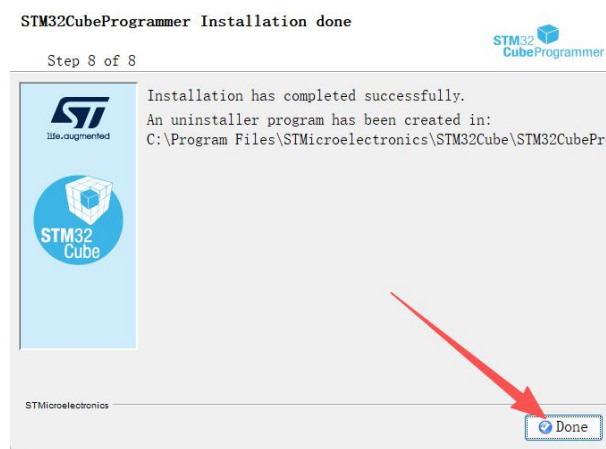 STM32CubeProgrammer Installation done
STM32
CubeProgrammer
Step 8 of 8
ST
life.augmented
Installation has completed successfully.
An uninstaller program has been created in:
C:\Program Files\STMicroelectronics\STM32Cube\STM32CubePr
STM32
Cube
STMicroelectronics
Done